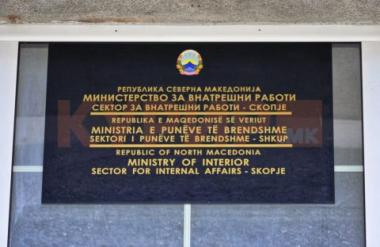 РЕПУБЛИКА СЕВЕРНА МАКЕДОНИЈА
МИНИСТЕРСТВО ЗА ВНАТРЕШНИ РАБОТИ
СЕКТОР ЗА ВНАТРЕШНИ РАБОТИ - СКОПЈЕ
REPUBLIKA E MAQEDONISË SË VERIUT
MINISTRIA E PUNËVE TË BRENDSHME
SEKTORI I PUNËVE TË BRENDSHME - SHKUP
REPUBLIC OF NORTH MACEDONIA
MINISTRY OF INTERIOR
SECTOR FOR INTERNAL AFFAIRS - SKOPJE